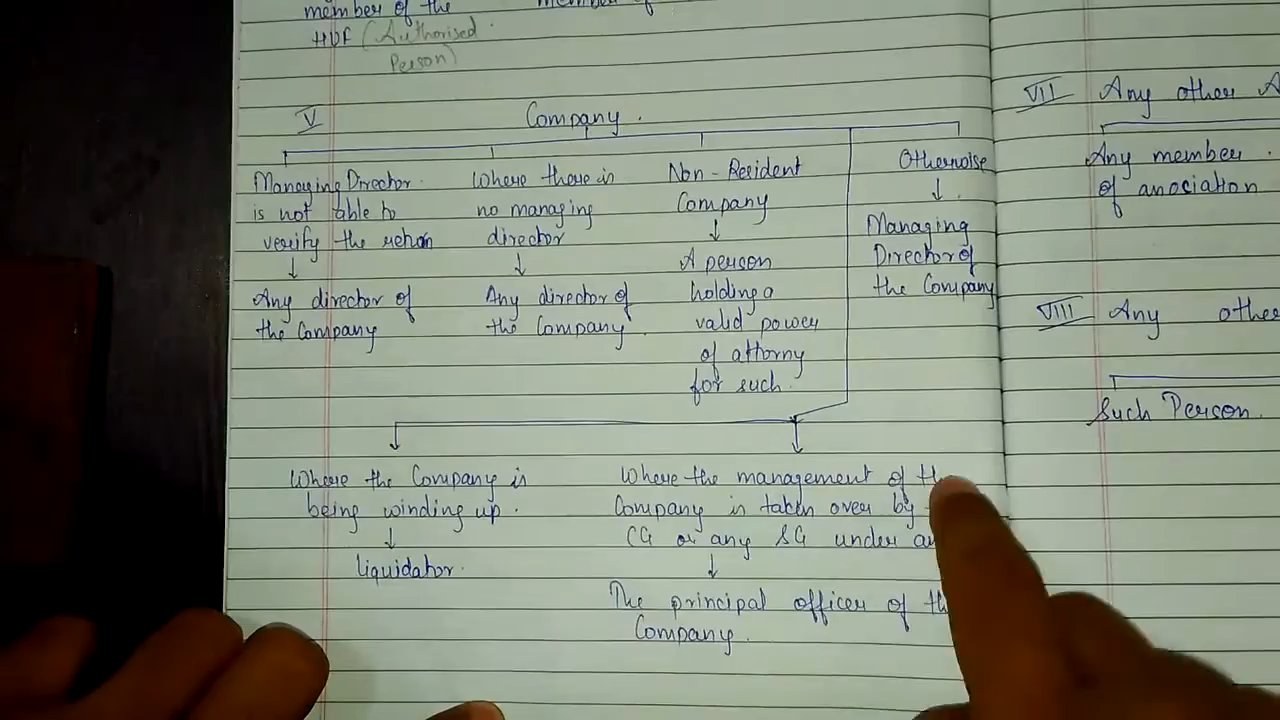 member of the
member of
HUF (Authorised
Person)
V Company.
Managing Director
is not able to
verify the return
↓
Any director of
the Company
Where there is
no managing
director
↓
Any director of
the Company.
Non-Resident
Company
↓
A person
holding a
valid power
of attorny
for such.
Otherwise
↓
Managing
Director of
the Company
Where the Company is
being winding up.
↓
liquidator.
Where the management of
Company is taken over by
CG or any SG under
↓
The principal officer of
Company.
VII Any other
Any member
of association
VIII Any other
Such Person.